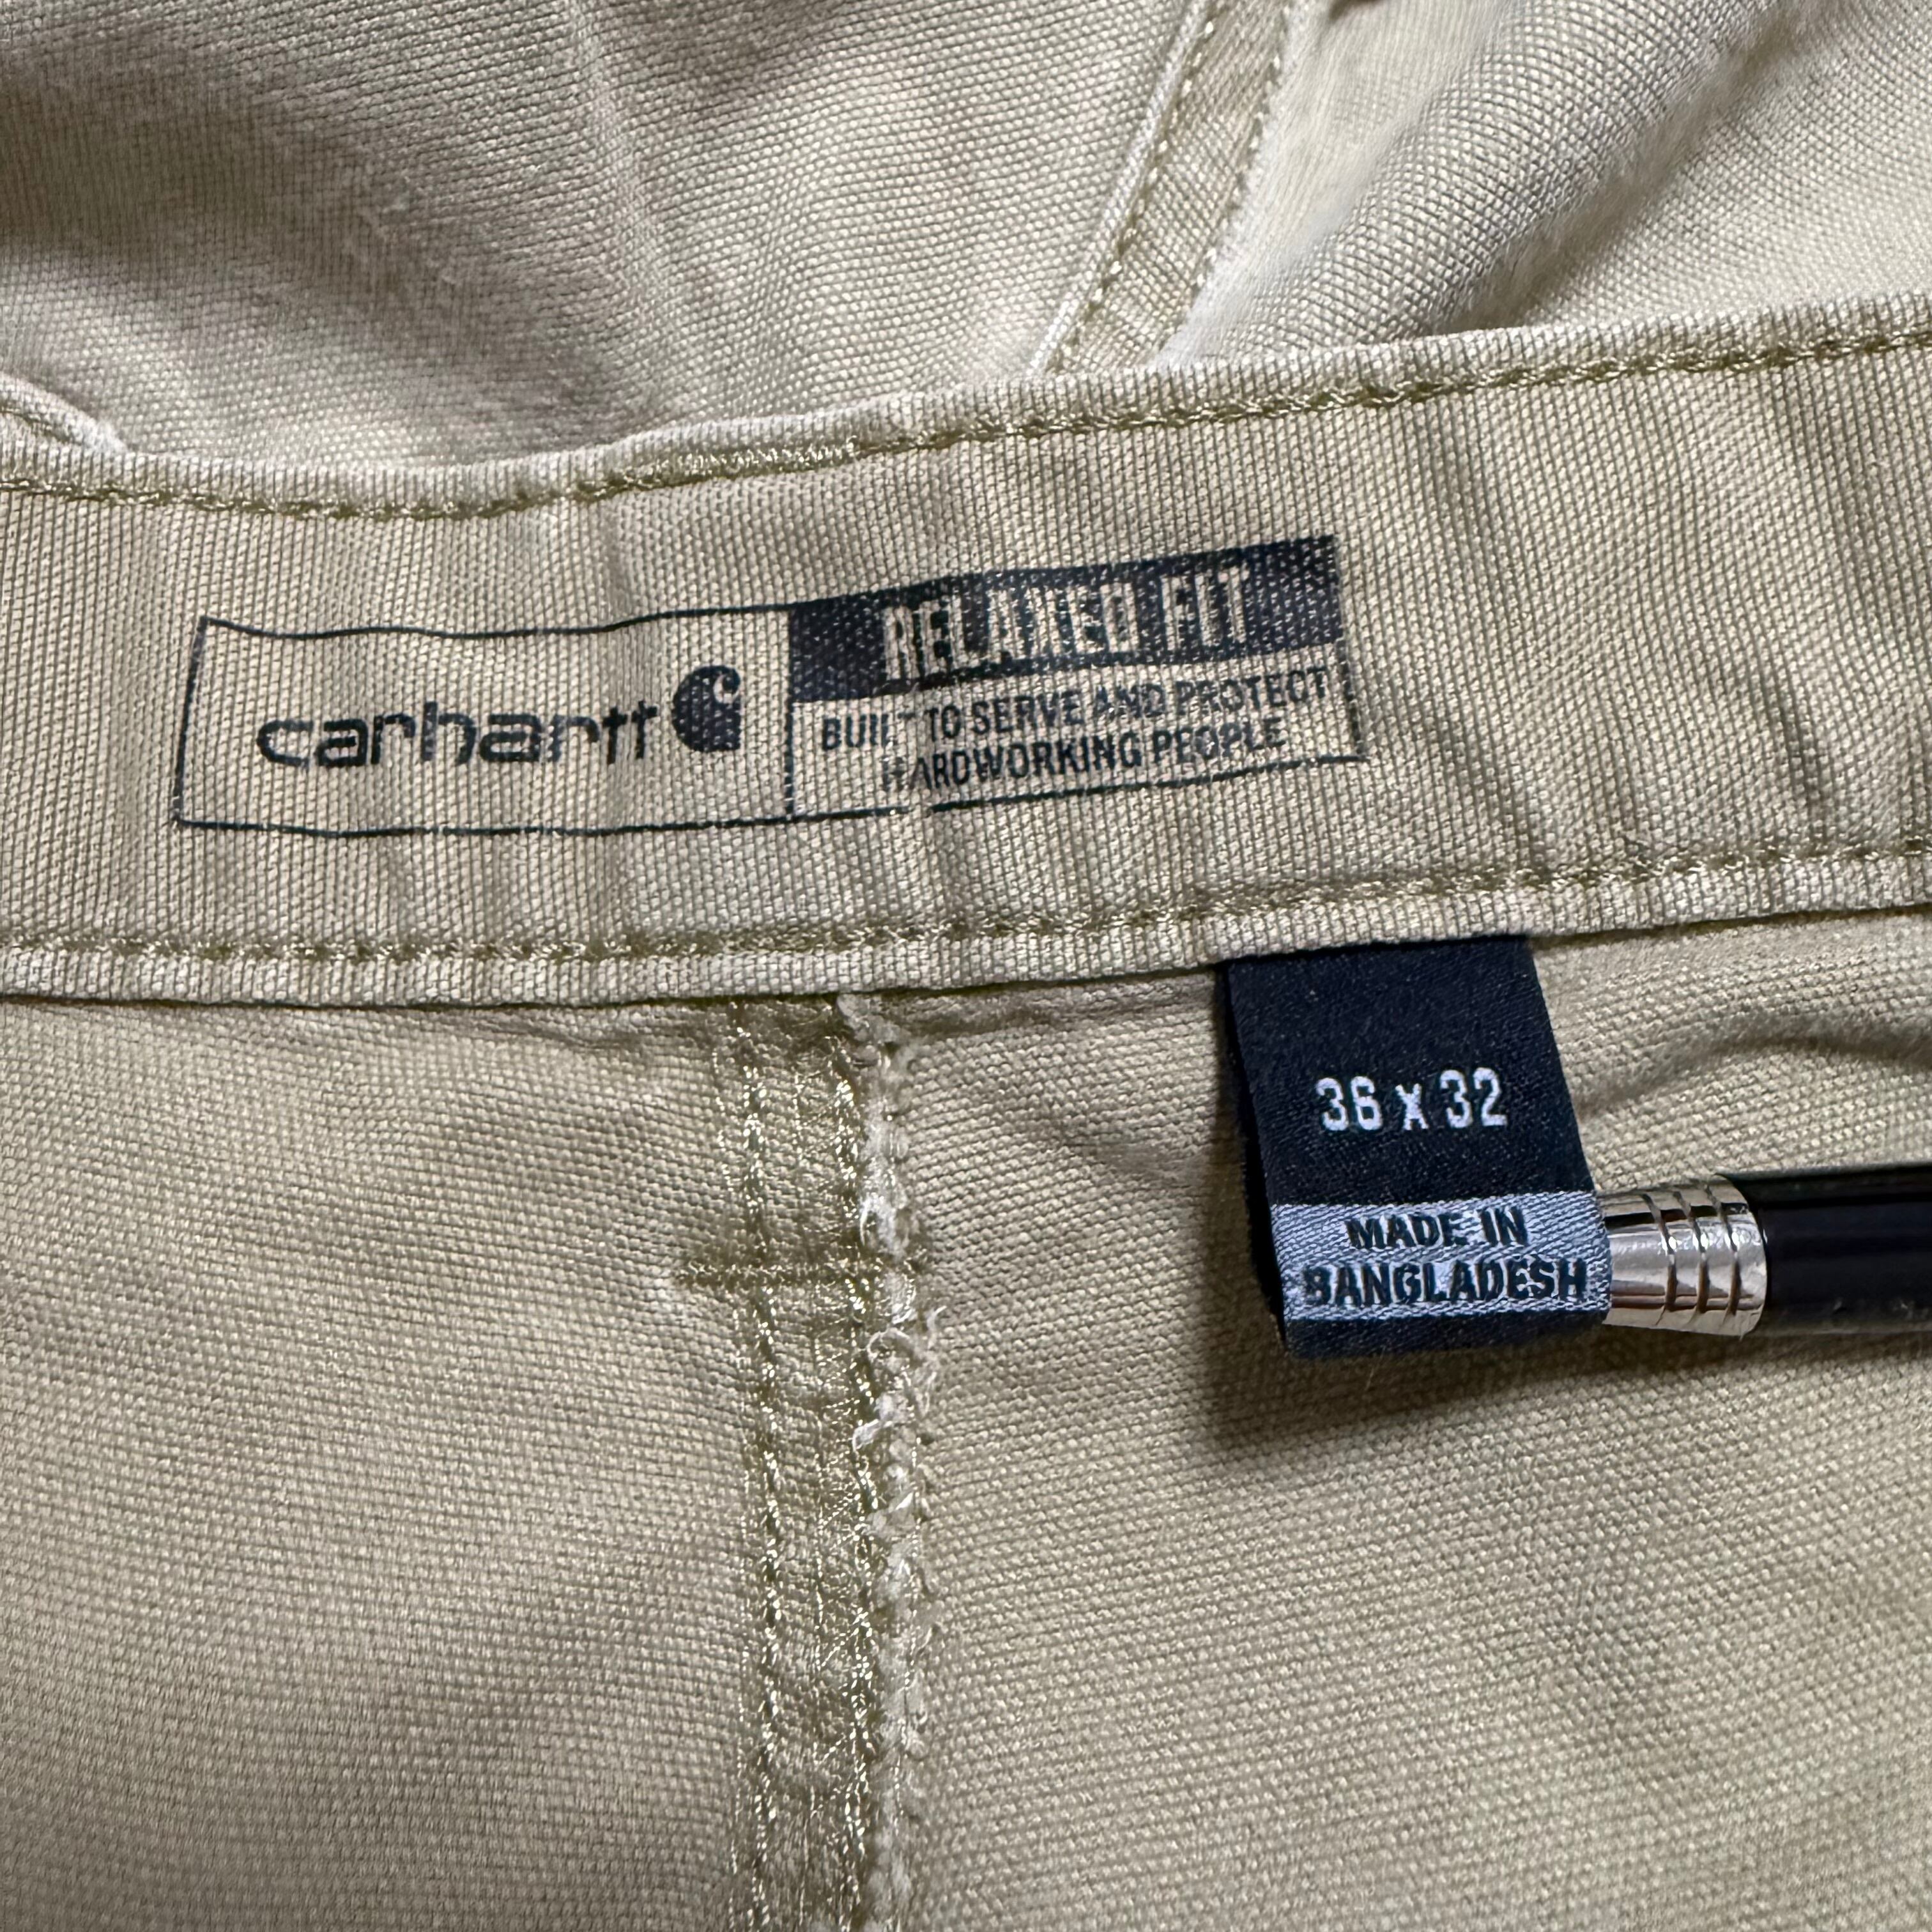 carhartt
RELAXED FIT
BUILT TO SERVE AND PROTECT
HARDWORKING PEOPLE
36 x 32
MADE IN
BANGLADESH